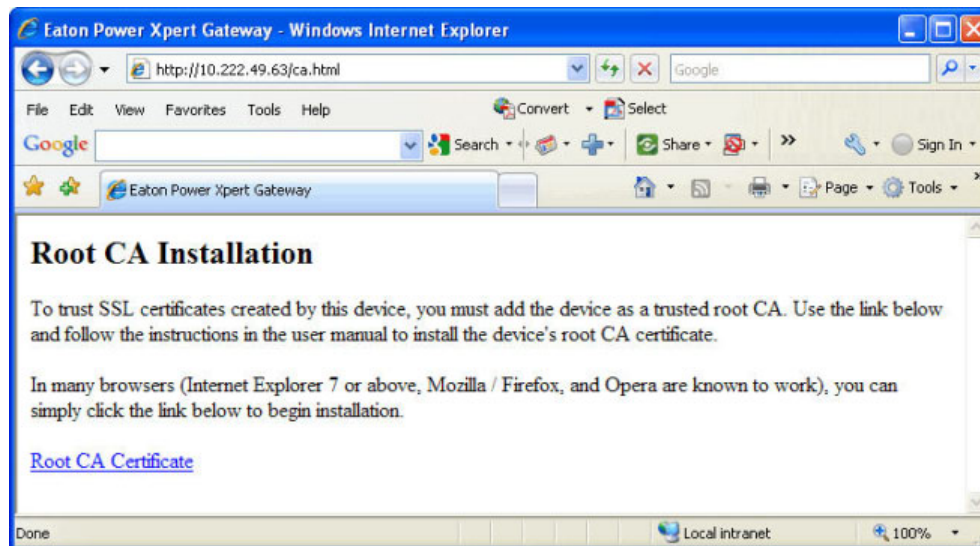 Eaton Power Xpert Gateway - Windows Internet Explorer
http://10.222.49.63/ca.html
Google
File Edit View Favorites Tools Help
Convert Select
Google
Search Share » Sign In
Eaton Power Xpert Gateway
Page Tools »
Root CA Installation
To trust SSL certificates created by this device, you must add the device as a trusted root CA. Use the link below
and follow the instructions in the user manual to install the device's root CA certificate.
In many browsers (Internet Explorer 7 or above, Mozilla / Firefox, and Opera are known to work), you can
simply click the link below to begin installation.
Root CA Certificate
Done Local intranet 100%